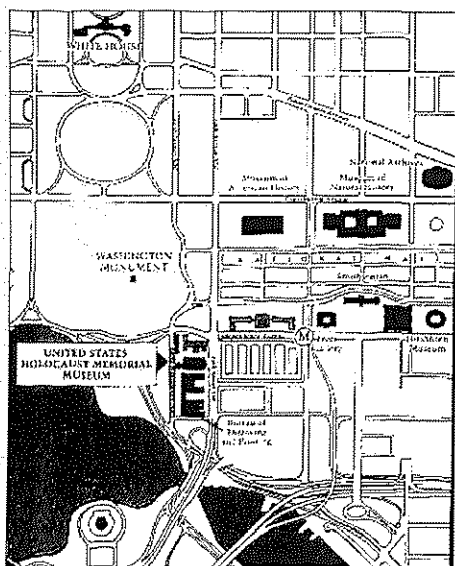 WHITE HOUSE
National Archives
Museum of
American History
Museum of
Natural History
WASHINGTON
MONUMENT
Smithsonian
M
UNITED STATES
HOLOCAUST MEMORIAL
MUSEUM
Museum
Bureau of
Engraving
and Printing